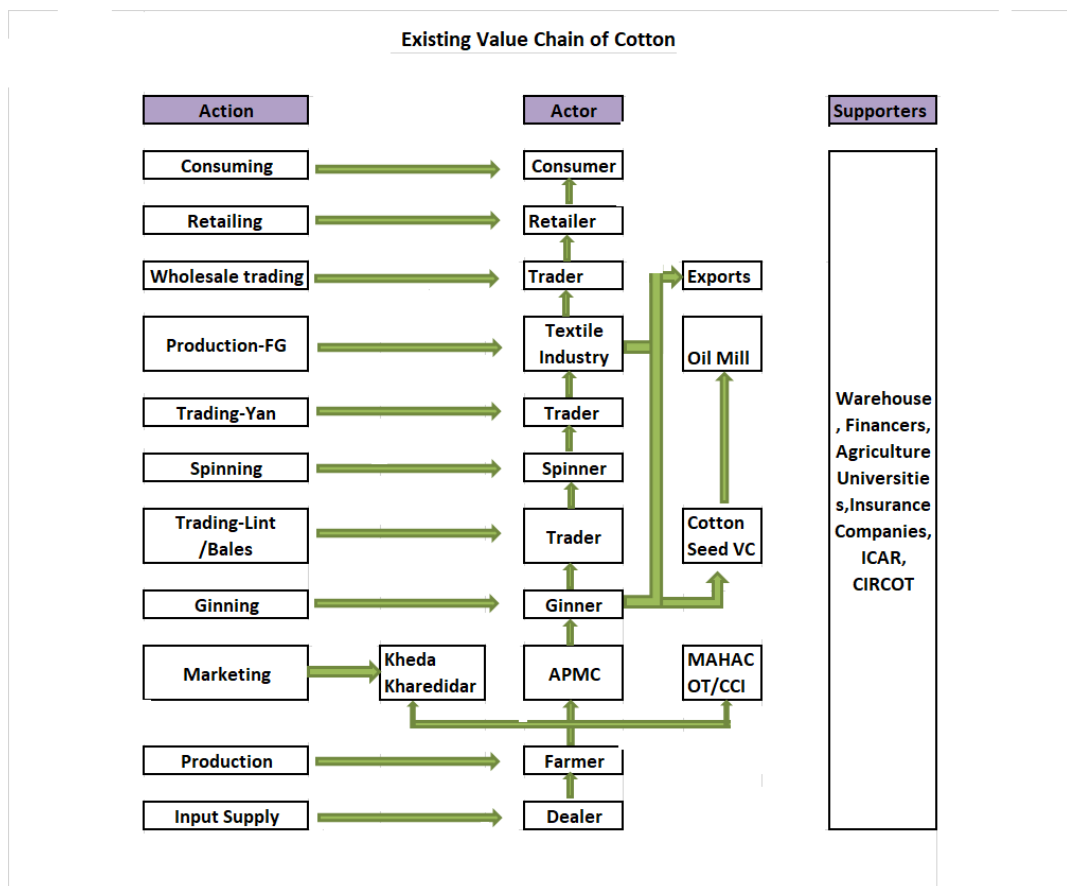 Existing Value Chain of Cotton
Action
Actor
Supporters
Consuming
Consumer
Retailing
Retailer
Wholesale trading
Trader
Exports
Production-FG
Textile
Industry
Oil Mill
Trading-Yan
Trader
Spinning
Spinner
Trading-Lint
/Bales
Trader
Cotton
Seed VC
Ginning
Ginner
Marketing
Kheda
Kharedidar
APMC
MAHAC
OT/CCI
Production
Farmer
Input Supply
Dealer
Warehouse
, Financers,
Agriculture
Universitie
s,Insurance
Companies,
ICAR,
CIRCOT